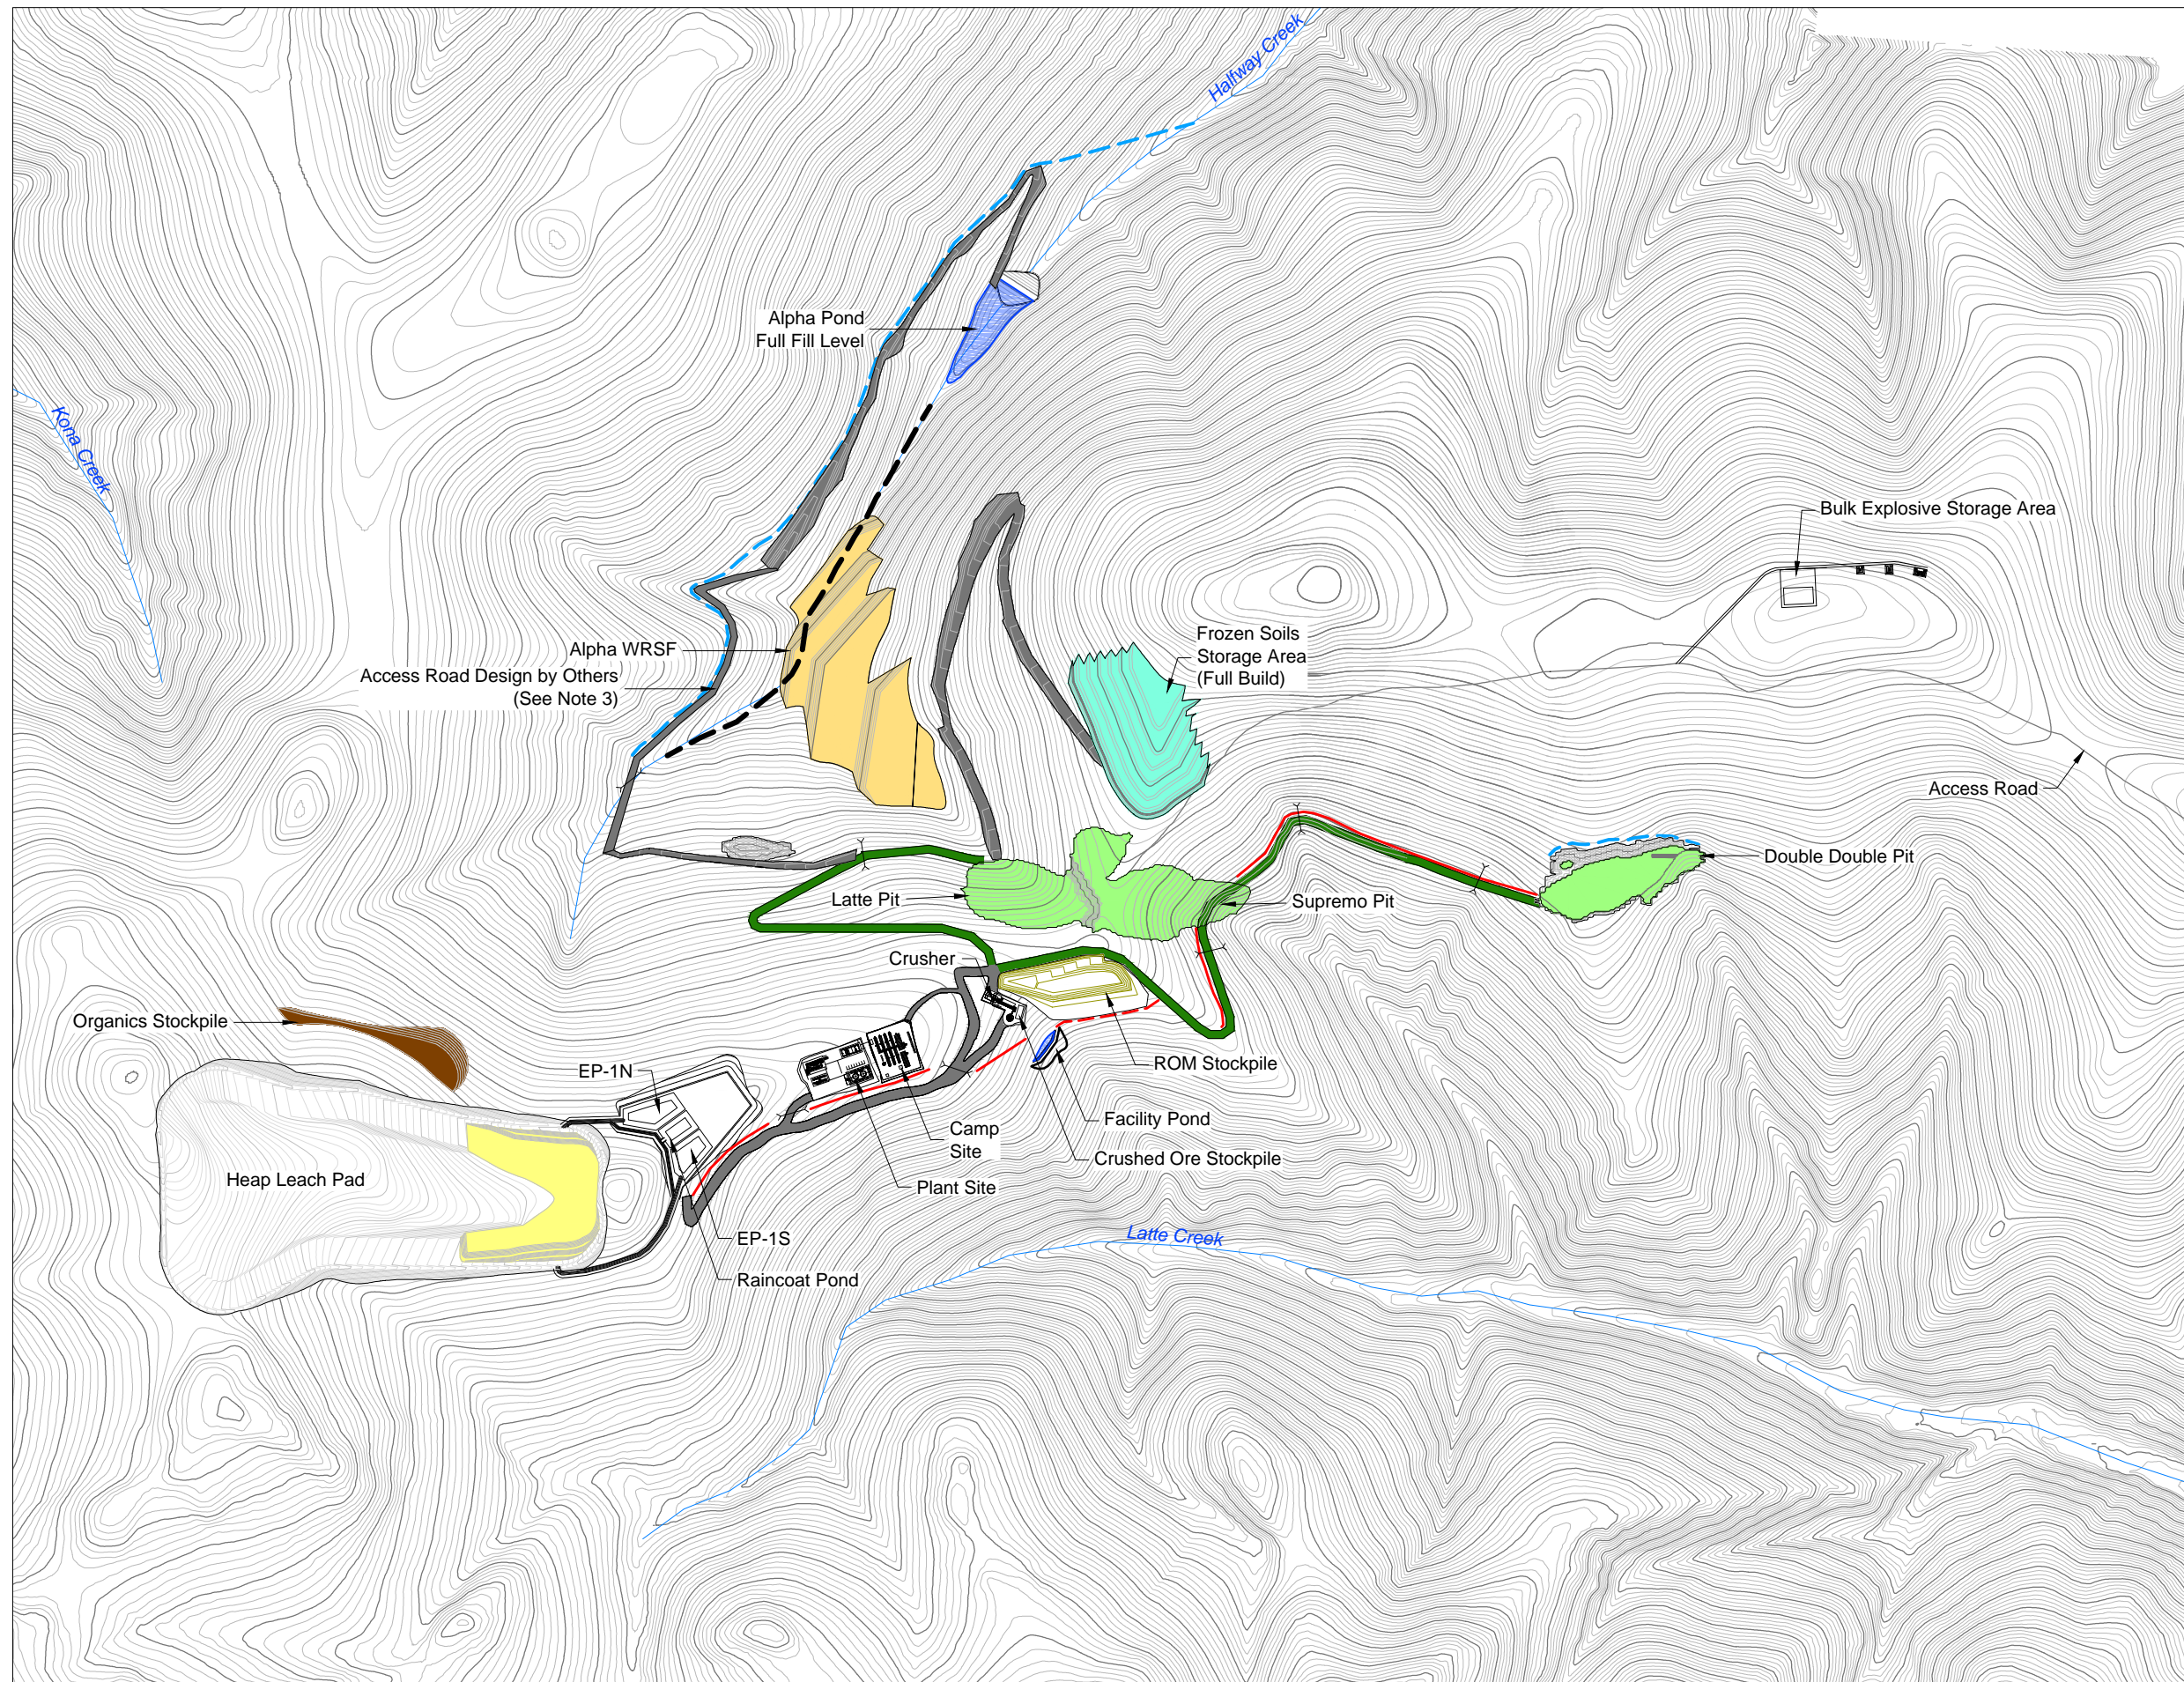 Halfway Creek
Alpha Pond
Full Fill Level
Kona Creek
Bulk Explosive Storage Area
Frozen Soils
Storage Area
(Full Build)
Alpha WRSF
Access Road Design by Others
(See Note 3)
Access Road
Double Double Pit
Latte Pit
Supremo Pit
Crusher
Organics Stockpile
ROM Stockpile
EP-1N
Facility Pond
Camp
Site
Crushed Ore Stockpile
Heap Leach Pad
Plant Site
EP-1S
Latte Creek
Raincoat Pond